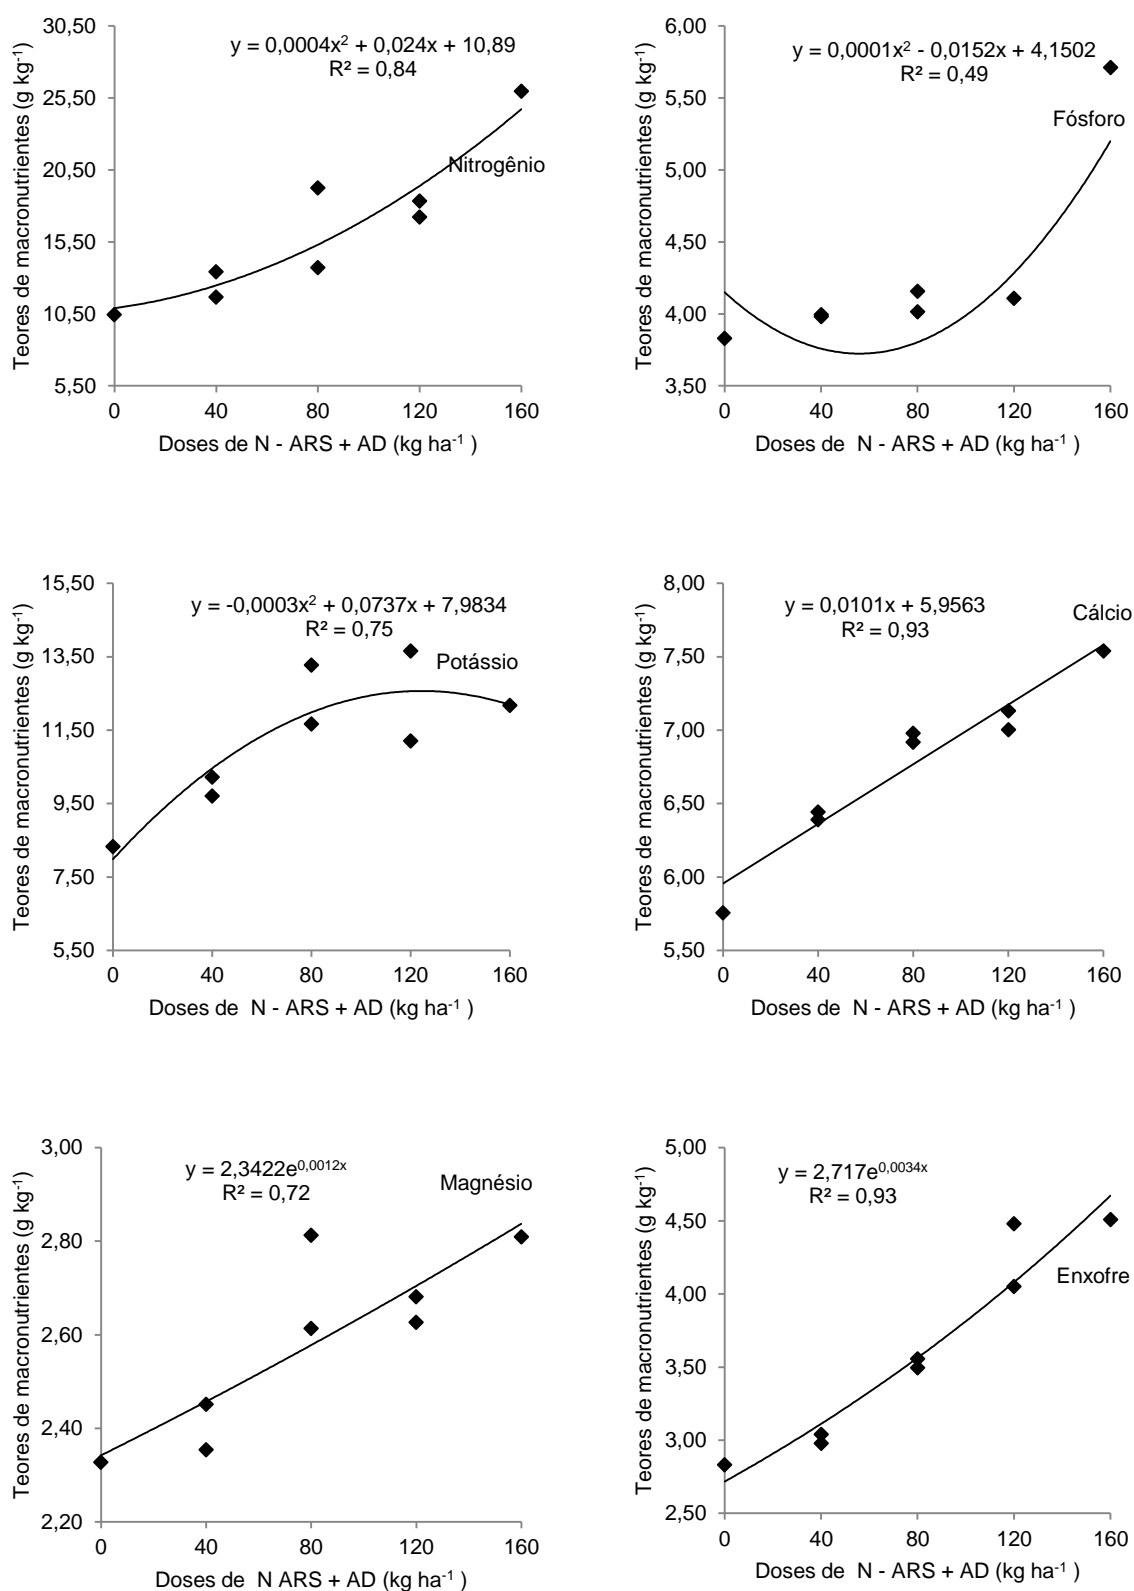 Teores de macronutrientes (g kg⁻¹)
30,50
25,50
20,50
15,50
10,50
5,50
y = 0,0004x² + 0,024x + 10,89
R² = 0,84
Nitrogênio
0 40 80 120 160
Doses de N - ARS + AD (kg ha⁻¹ )
Teores de macronutrientes (g kg⁻¹)
6,00
5,50
5,00
4,50
4,00
3,50
y = 0,0001x² - 0,0152x + 4,1502
R² = 0,49
Fósforo
0 40 80 120 160
Doses de N - ARS + AD (kg ha⁻¹ )
Teores de macronutrientes (g kg⁻¹)
15,50
13,50
11,50
9,50
7,50
5,50
y = -0,0003x² + 0,0737x + 7,9834
R² = 0,75
Potássio
0 40 80 120 160
Doses de N - ARS + AD (kg ha⁻¹ )
Teores de macronutrientes (g kg⁻¹)
8,00
7,50
7,00
6,50
6,00
5,50
y = 0,0101x + 5,9563
R² = 0,93
Cálcio
0 40 80 120 160
Doses de N - ARS + AD (kg ha⁻¹ )
Teores de macronutrientes (g kg⁻¹)
3,00
2,80
2,60
2,40
2,20
y = 2,3422e⁰,⁰⁰¹²ˣ
R² = 0,72
Magnésio
0 40 80 120 160
Doses de N ARS + AD (kg ha⁻¹ )
Teores de macronutrientes (g kg⁻¹)
5,00
4,50
4,00
3,50
3,00
2,50
y = 2,717e⁰,⁰⁰³⁴ˣ
R² = 0,93
Enxofre
0 40 80 120 160
Doses de N - ARS + AD (kg ha⁻¹ )